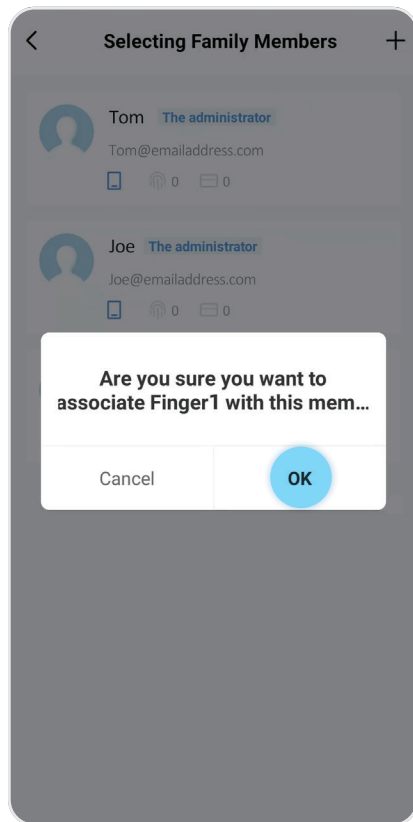 Selecting Family Members
Tom The administrator
Tom@emailaddress.com
0 0
Joe The administrator
Joe@emailaddress.com
0 0
Are you sure you want to
associate Finger1 with this mem...
Cancel OK